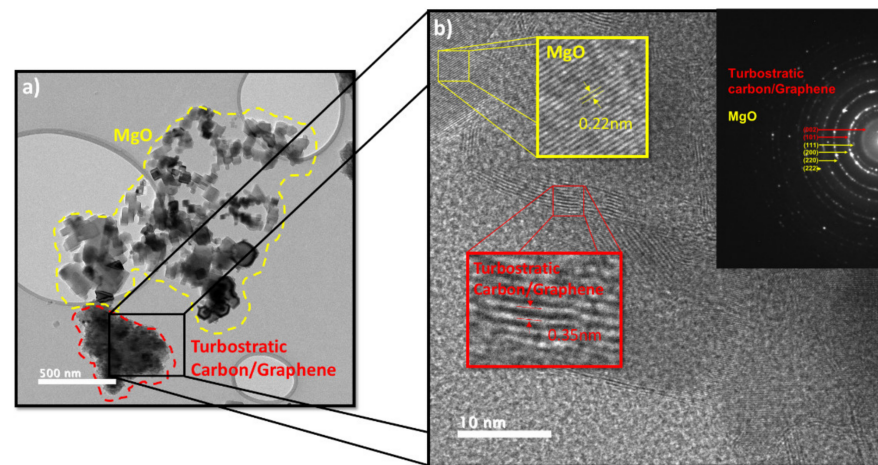 a)
MgO
Turbostratic
Carbon/Graphene
500 nm
b)
MgO
0.22nm
Turbostratic
Carbon/Graphene
0.35nm
10 nm
Turbostratic
carbon/Graphene
MgO
(002)
(101)
(111)
(200)
(220)
(222)